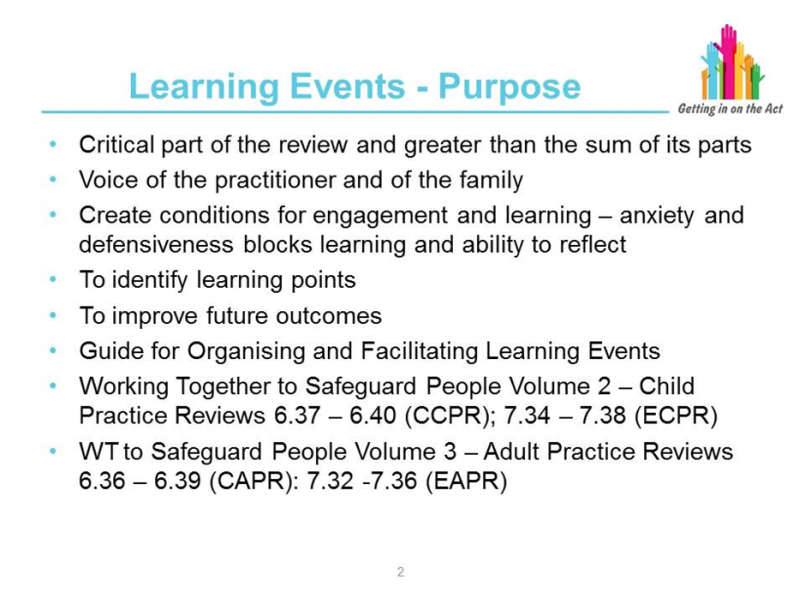 Learning Events - Purpose
Getting in on the Act
• Critical part of the review and greater than the sum of its parts
• Voice of the practitioner and of the family
• Create conditions for engagement and learning – anxiety and
defensiveness blocks learning and ability to reflect
• To identify learning points
• To improve future outcomes
• Guide for Organising and Facilitating Learning Events
• Working Together to Safeguard People Volume 2 – Child
Practice Reviews 6.37 – 6.40 (CCPR); 7.34 – 7.38 (ECPR)
• WT to Safeguard People Volume 3 – Adult Practice Reviews
6.36 – 6.39 (CAPR): 7.32 -7.36 (EAPR)
2